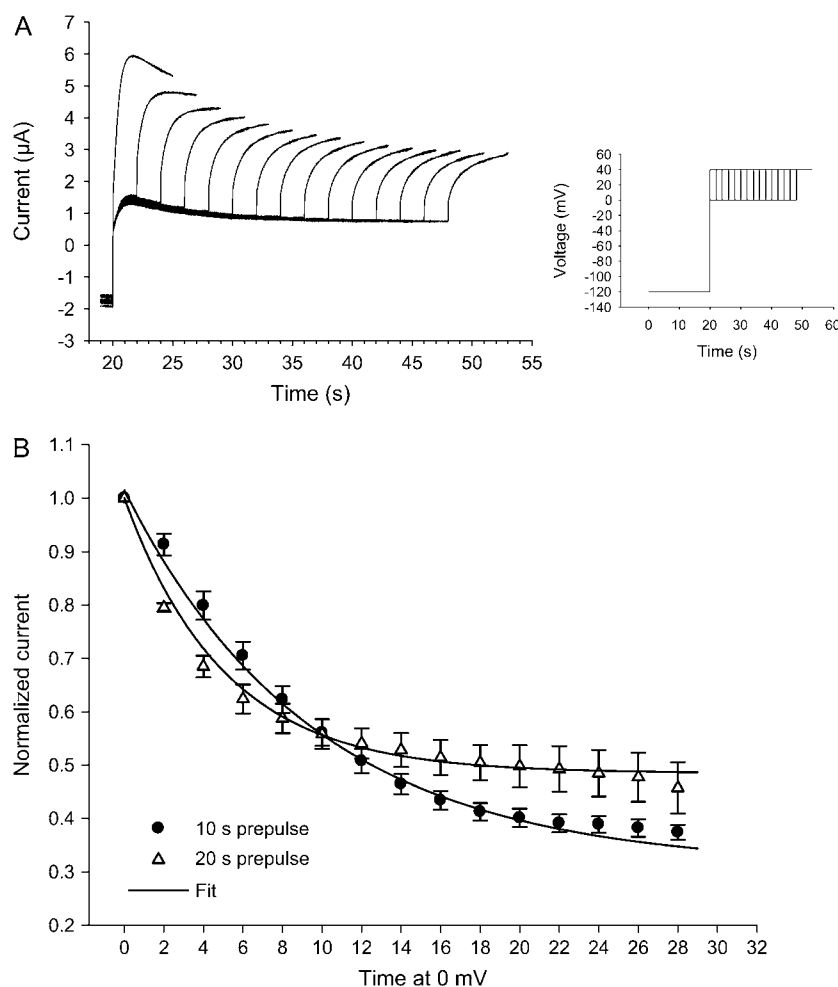 A
7
6
5
4
3
2
1
0
-1
-2
-3
Current (µA)
20 25 30 35 40 45 50 55
Time (s)
60
40
20
0
-20
-40
-60
-80
-100
-120
-140
Voltage (mV)
0 10 20 30 40 50 60
Time (s)
B
1.1
1.0
0.9
0.8
0.7
0.6
0.5
0.4
0.3
0.2
Normalized current
10 s prepulse
20 s prepulse
Fit
0 2 4 6 8 10 12 14 16 18 20 22 24 26 28 30 32
Time at 0 mV